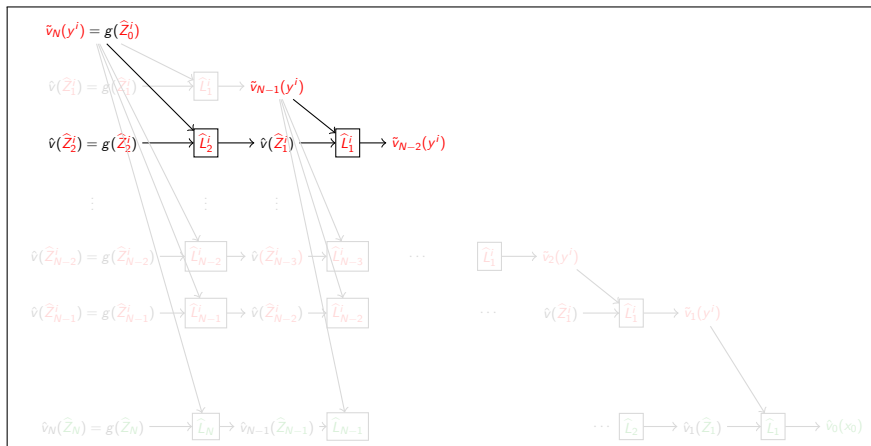 ṽ_N(y^i) = g(Ẑ_0^i)
v̂(Ẑ_1^i) = g(Ẑ_1^i) L̂_1^i ṽ_{N−1}(y^i)
v̂(Ẑ_2^i) = g(Ẑ_2^i) L̂_2^i v̂(Ẑ_1^i) L̂_1^i ṽ_{N−2}(y^i)
⋮ ⋮ ⋮
v̂(Ẑ_{N−2}^i) = g(Ẑ_{N−2}^i) L̂_{N−2}^i v̂(Ẑ_{N−3}^i) L̂_{N−3}^i ⋯ L̂_1^i ṽ_2(y^i)
v̂(Ẑ_{N−1}^i) = g(Ẑ_{N−1}^i) L̂_{N−1}^i v̂(Ẑ_{N−2}^i) L̂_{N−2}^i ⋯ v̂(Ẑ_1^i) L̂_1^i ṽ_1(y^i)
v̂_N(Ẑ_N) = g(Ẑ_N) L̂_N v̂_{N−1}(Ẑ_{N−1}) L̂_{N−1} ⋯ L̂_2 v̂_1(Ẑ_1) L̂_1 v̂_0(x_0)